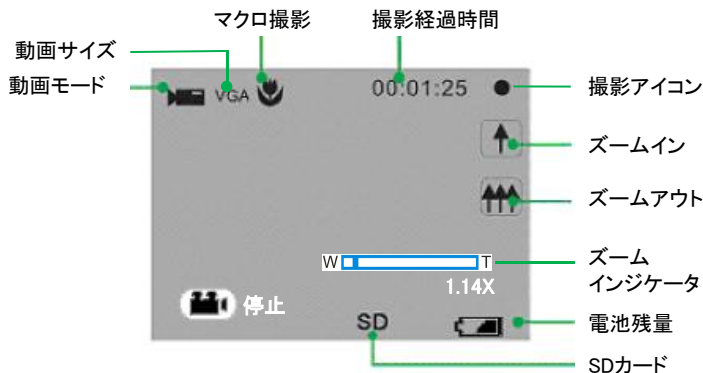 マクロ撮影
撮影経過時間
動画サイズ
動画モード
VGA
00:01:25
撮影アイコン
ズームイン
ズームアウト
W
T
ズーム
インジケータ
1.14X
停止
SD
電池残量
SDカード